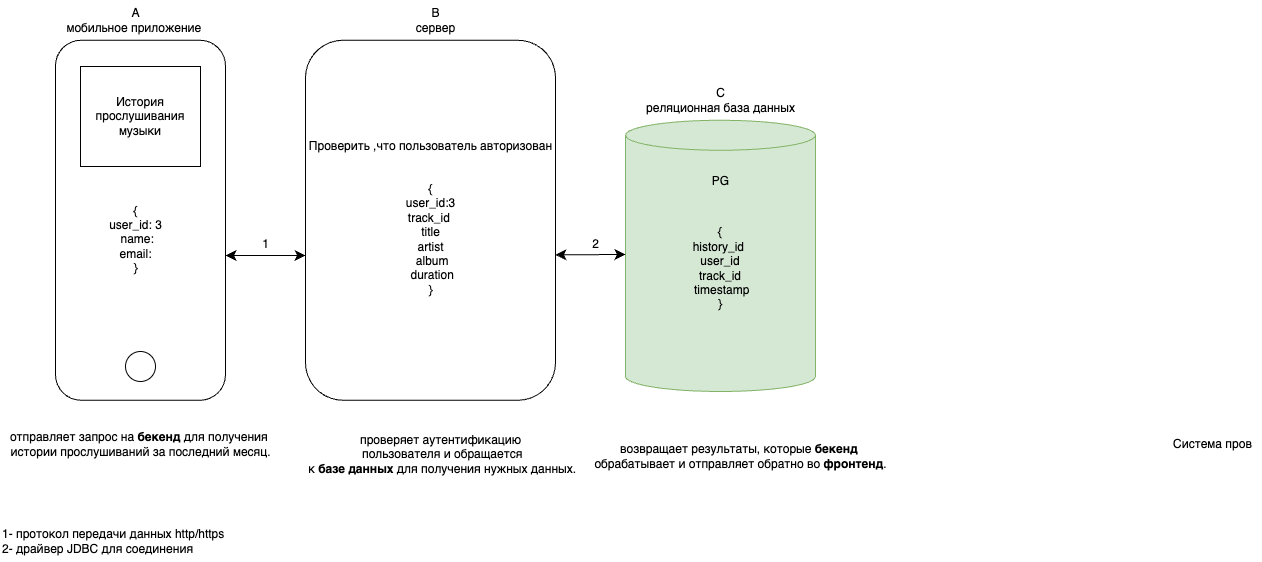 A
мобильное приложение
История
прослушивания
музыки
{
user_id: 3
name:
email:
}
1
B
сервер
Проверить ,что пользователь авторизован
{
user_id:3
track_id
title
artist
album
duration
}
2
C
реляционная база данных
PG
{
history_id
user_id
track_id
timestamp
}
отправляет запрос на бекенд для получения
истории прослушиваний за последний месяц.
проверяет аутентификацию
пользователя и обращается
к базе данных для получения нужных данных.
возвращает результаты, которые бекенд
обрабатывает и отправляет обратно во фронтенд.
Система пров
1- протокол передачи данных http/https
2- драйвер JDBC для соединения